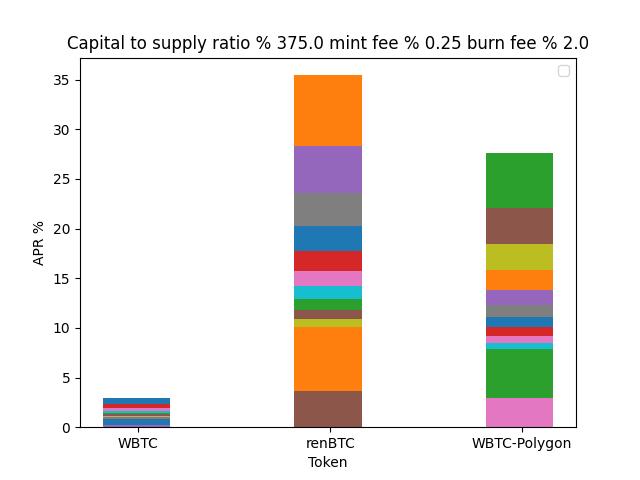 Capital to supply ratio % 375.0 mint fee % 0.25 burn fee % 2.0
APR %
35
30
25
20
15
10
5
0
WBTC renBTC WBTC-Polygon
Token